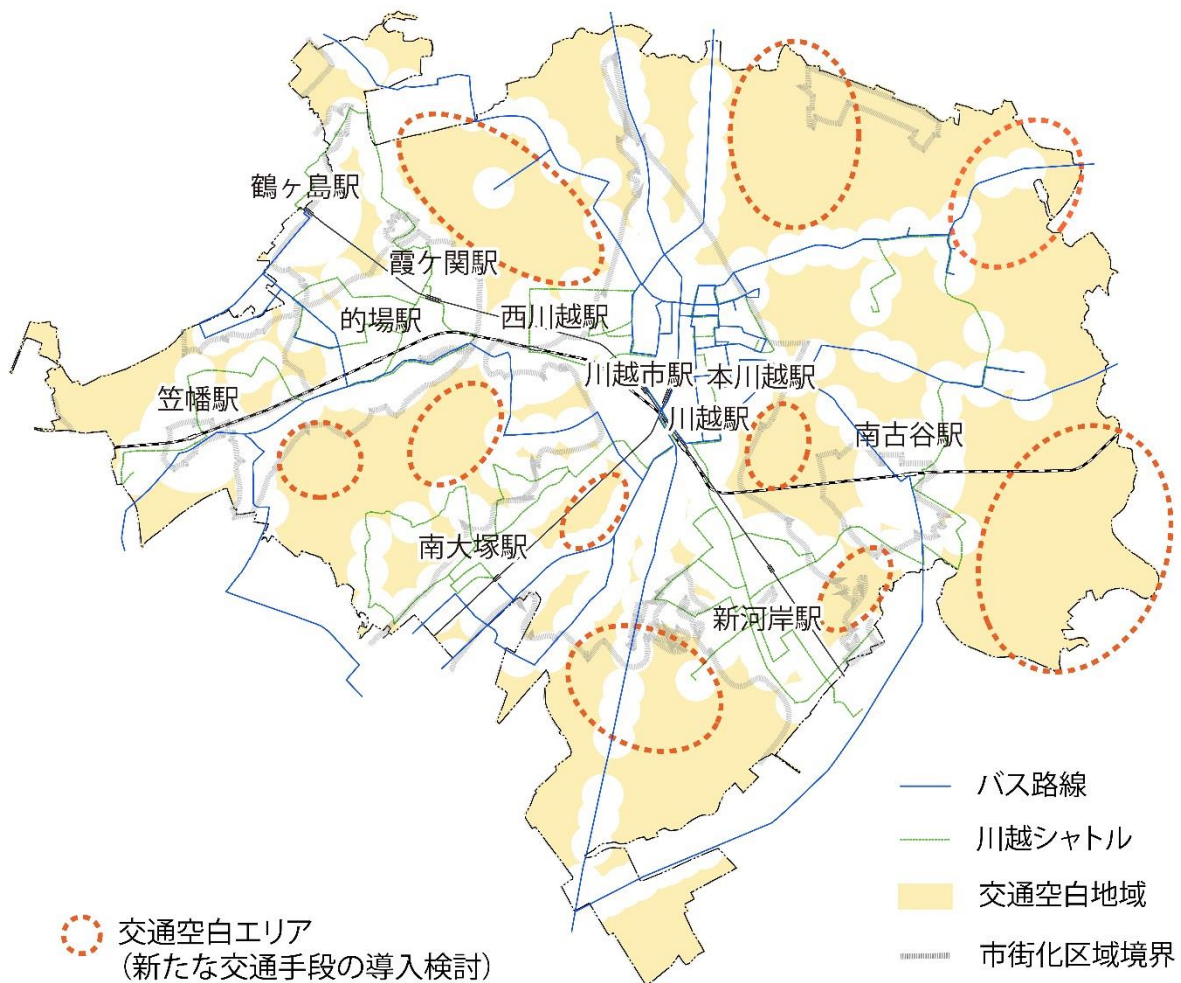 鶴ヶ島駅
霞ケ関駅
的場駅
西川越駅
川越市駅
本川越駅
笠幡駅
川越駅
南古谷駅
南大塚駅
新河岸駅
バス路線
川越シャトル
交通空白地域
市街化区域境界
交通空白エリア
（新たな交通手段の導入検討）